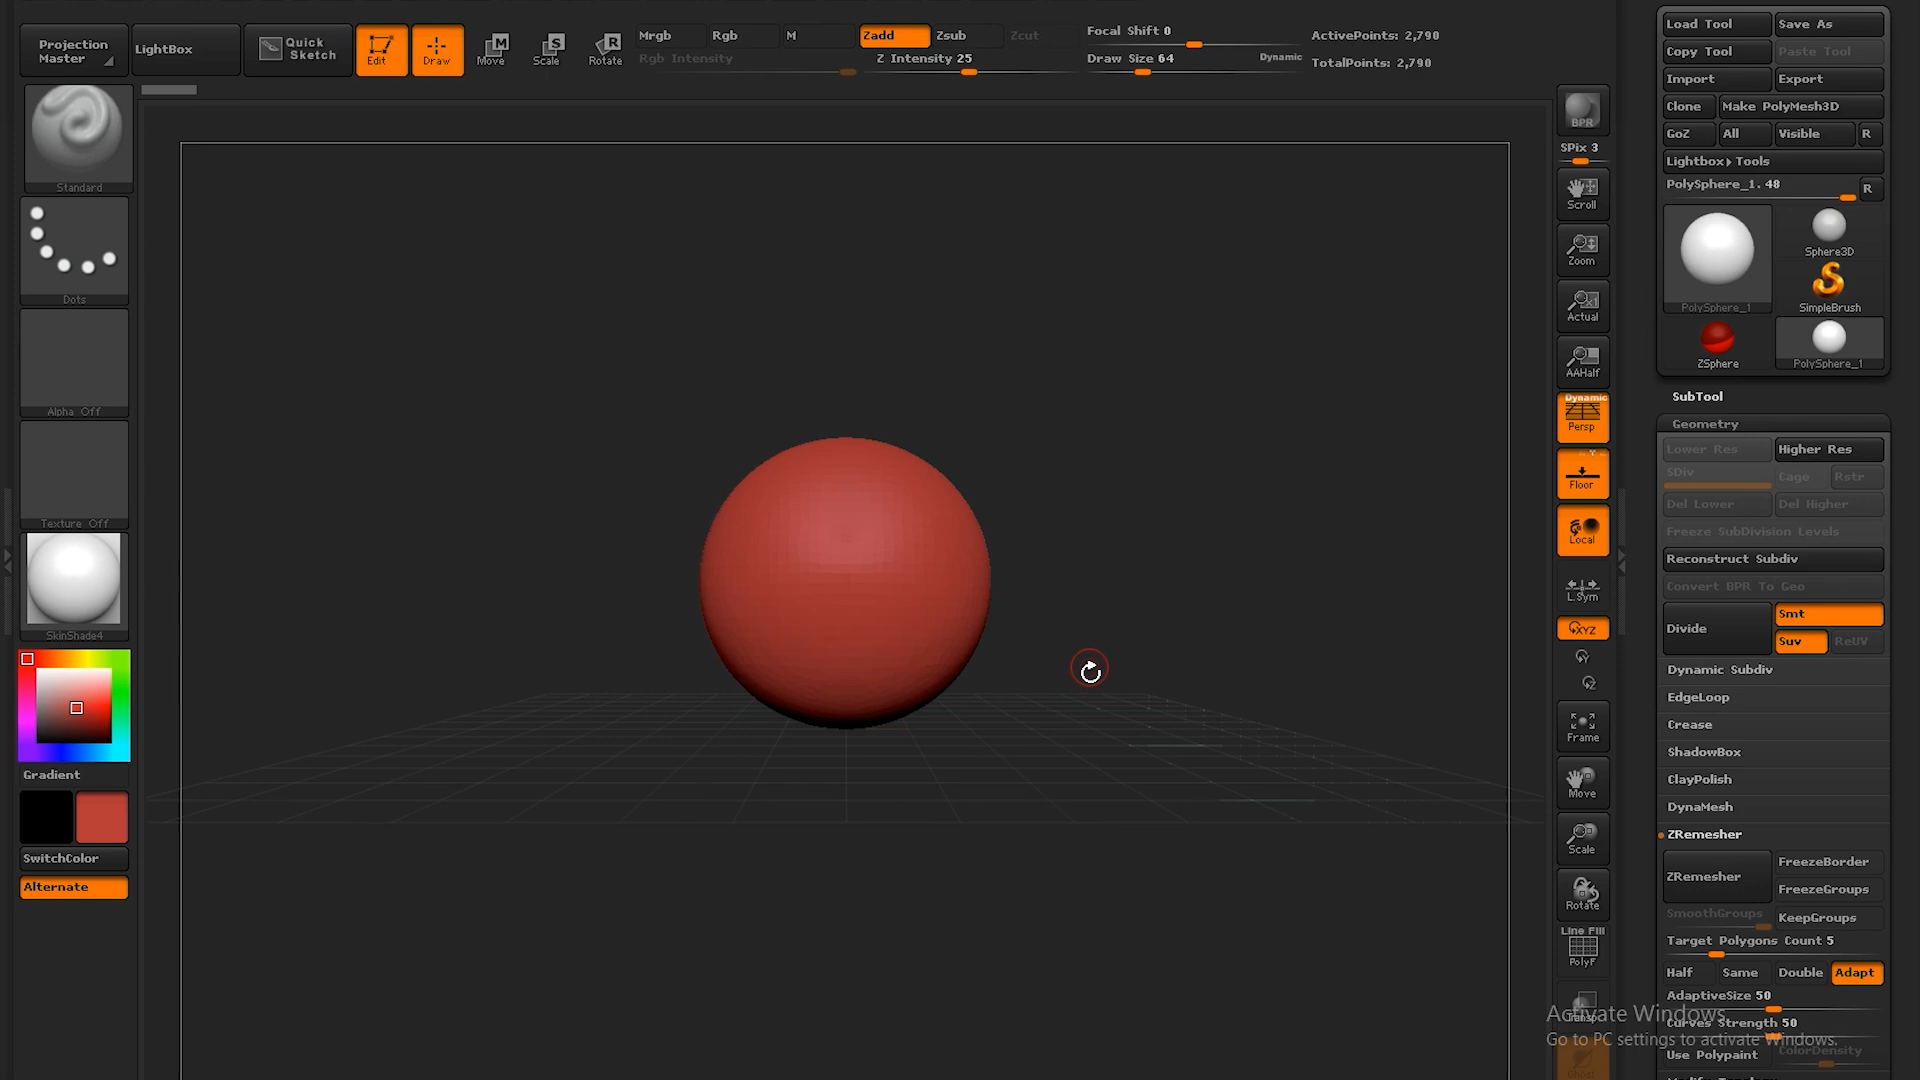 Projection
Master
LightBox
Quick
Sketch
Edit
Draw
Move
Scale
Rotate
M
S
R
Mrgb
Rgb
M
Zadd
Zsub
Zcut
Rgb Intensity
Z Intensity 25
Focal Shift 0
Draw Size 64
Dynamic
ActivePoints: 2,790
TotalPoints: 2,790
Standard
Dots
Alpha Off
Texture Off
SkinShade4
Gradient
SwitchColor
Alternate
BPR
SPix 3
Scroll
Zoom
Actual
AAHalf
Dynamic
Persp
Floor
Local
L.Sym
XYZ
Frame
Move
Scale
Rotate
Line Fill
PolyF
Transp
Ghost
Load Tool
Save As
Copy Tool
Paste Tool
Import
Export
Clone
Make PolyMesh3D
GoZ
All
Visible
R
Lightbox▸Tools
PolySphere_1. 48
R
PolySphere_1
Sphere3D
SimpleBrush
ZSphere
PolySphere_1
SubTool
Geometry
Lower Res
Higher Res
SDiv
Cage
Rstr
Del Lower
Del Higher
Freeze SubDivision Levels
Reconstruct Subdiv
Convert BPR To Geo
Divide
Smt
Suv
ReUV
Dynamic Subdiv
EdgeLoop
Crease
ShadowBox
ClayPolish
DynaMesh
ZRemesher
ZRemesher
FreezeBorder
FreezeGroups
SmoothGroups
KeepGroups
Target Polygons Count 5
Half
Same
Double
Adapt
AdaptiveSize 50
Curves Strength 50
Use Polypaint
ColorDensity
Activate Windows
Go to PC settings to activate Windows.